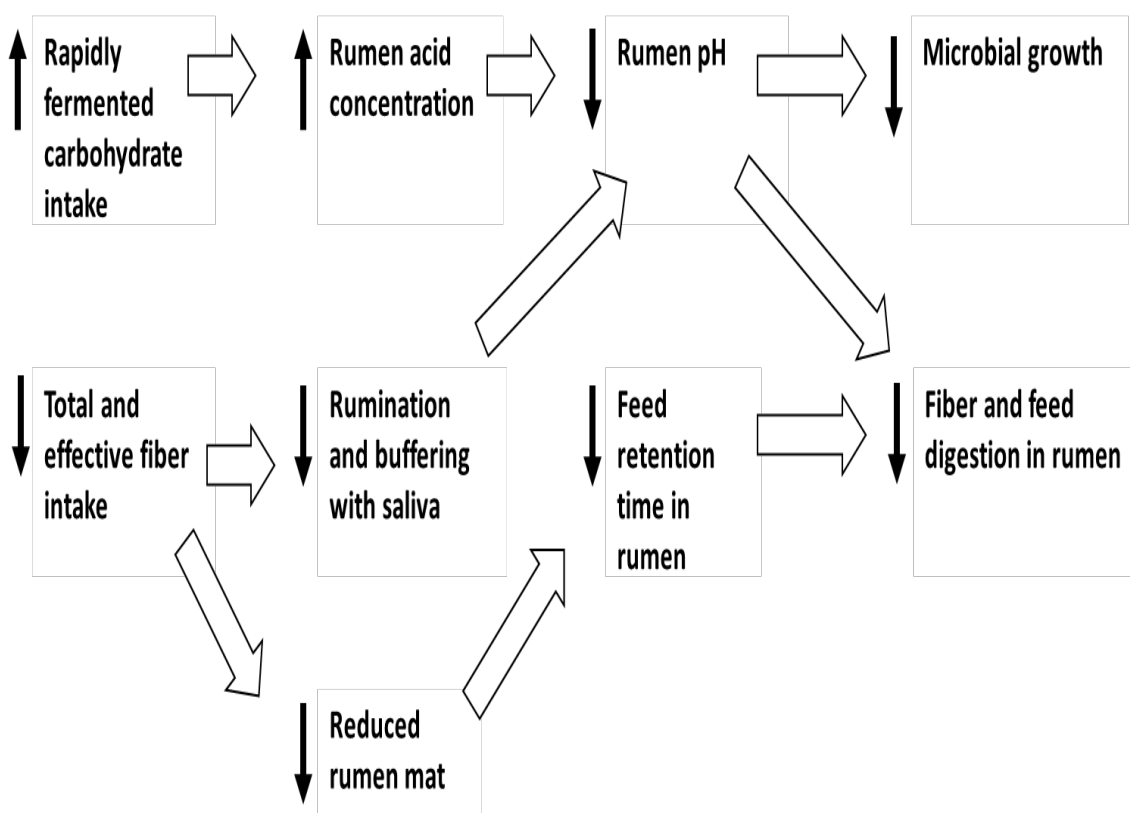 Rapidly
fermented
carbohydrate
intake
Rumen acid
concentration
Rumen pH
Microbial growth
Total and
effective fiber
intake
Rumination
and buffering
with saliva
Feed
retention
time in
rumen
Fiber and feed
digestion in rumen
Reduced
rumen mat